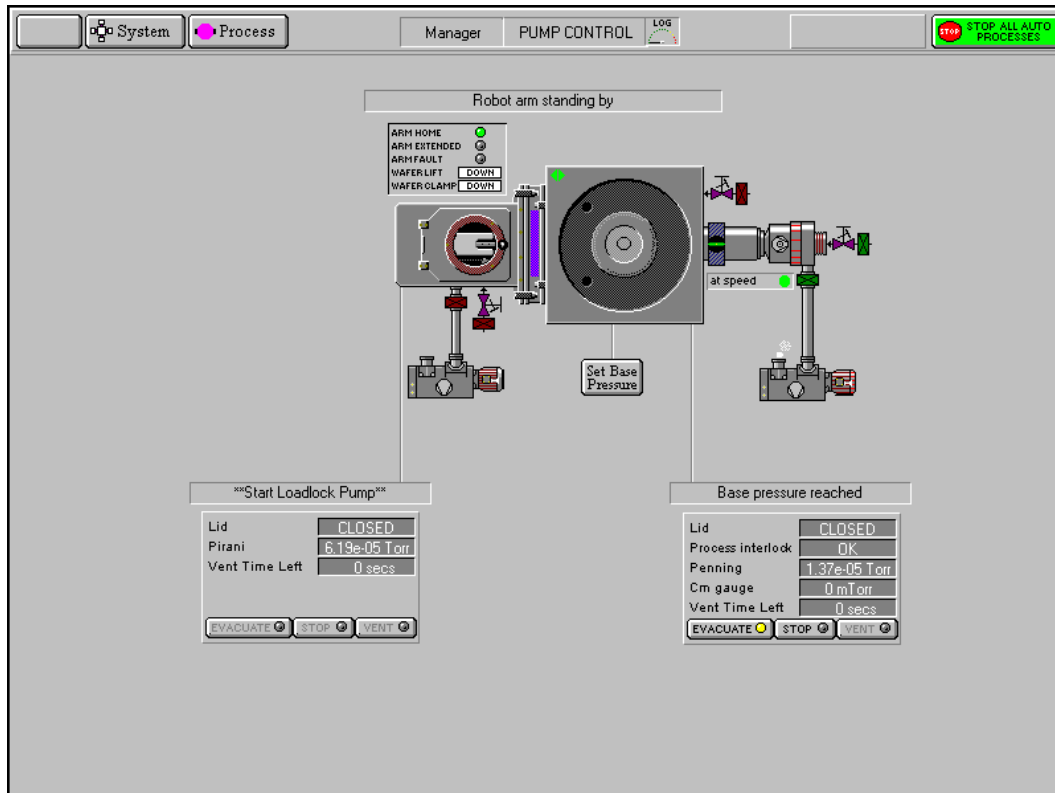 System
Process
Manager
PUMP CONTROL
LOG
STOP
STOP ALL AUTO
PROCESSES
Robot arm standing by
ARM HOME
ARM EXTENDED
ARM FAULT
WAFER LIFT DOWN
WAFER CLAMP DOWN
at speed
Set Base
Pressure
**Start Loadlock Pump**
Lid CLOSED
Pirani 6.19e-05 Torr
Vent Time Left 0 secs
EVACUATE STOP VENT
Base pressure reached
Lid CLOSED
Process interlock OK
Penning 1.37e-05 Torr
Cm gauge 0 mTorr
Vent Time Left 0 secs
EVACUATE STOP VENT